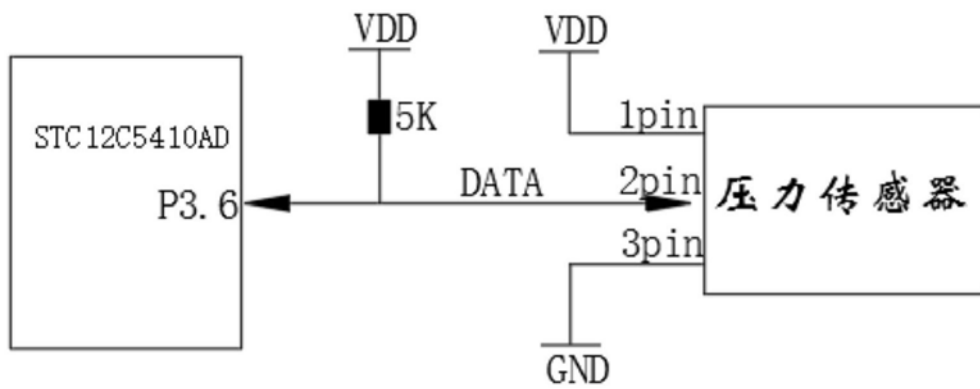 VDD
VDD
STC12C5410AD
5K
1pin
P3.6
DATA
2pin
压力传感器
3pin
GND